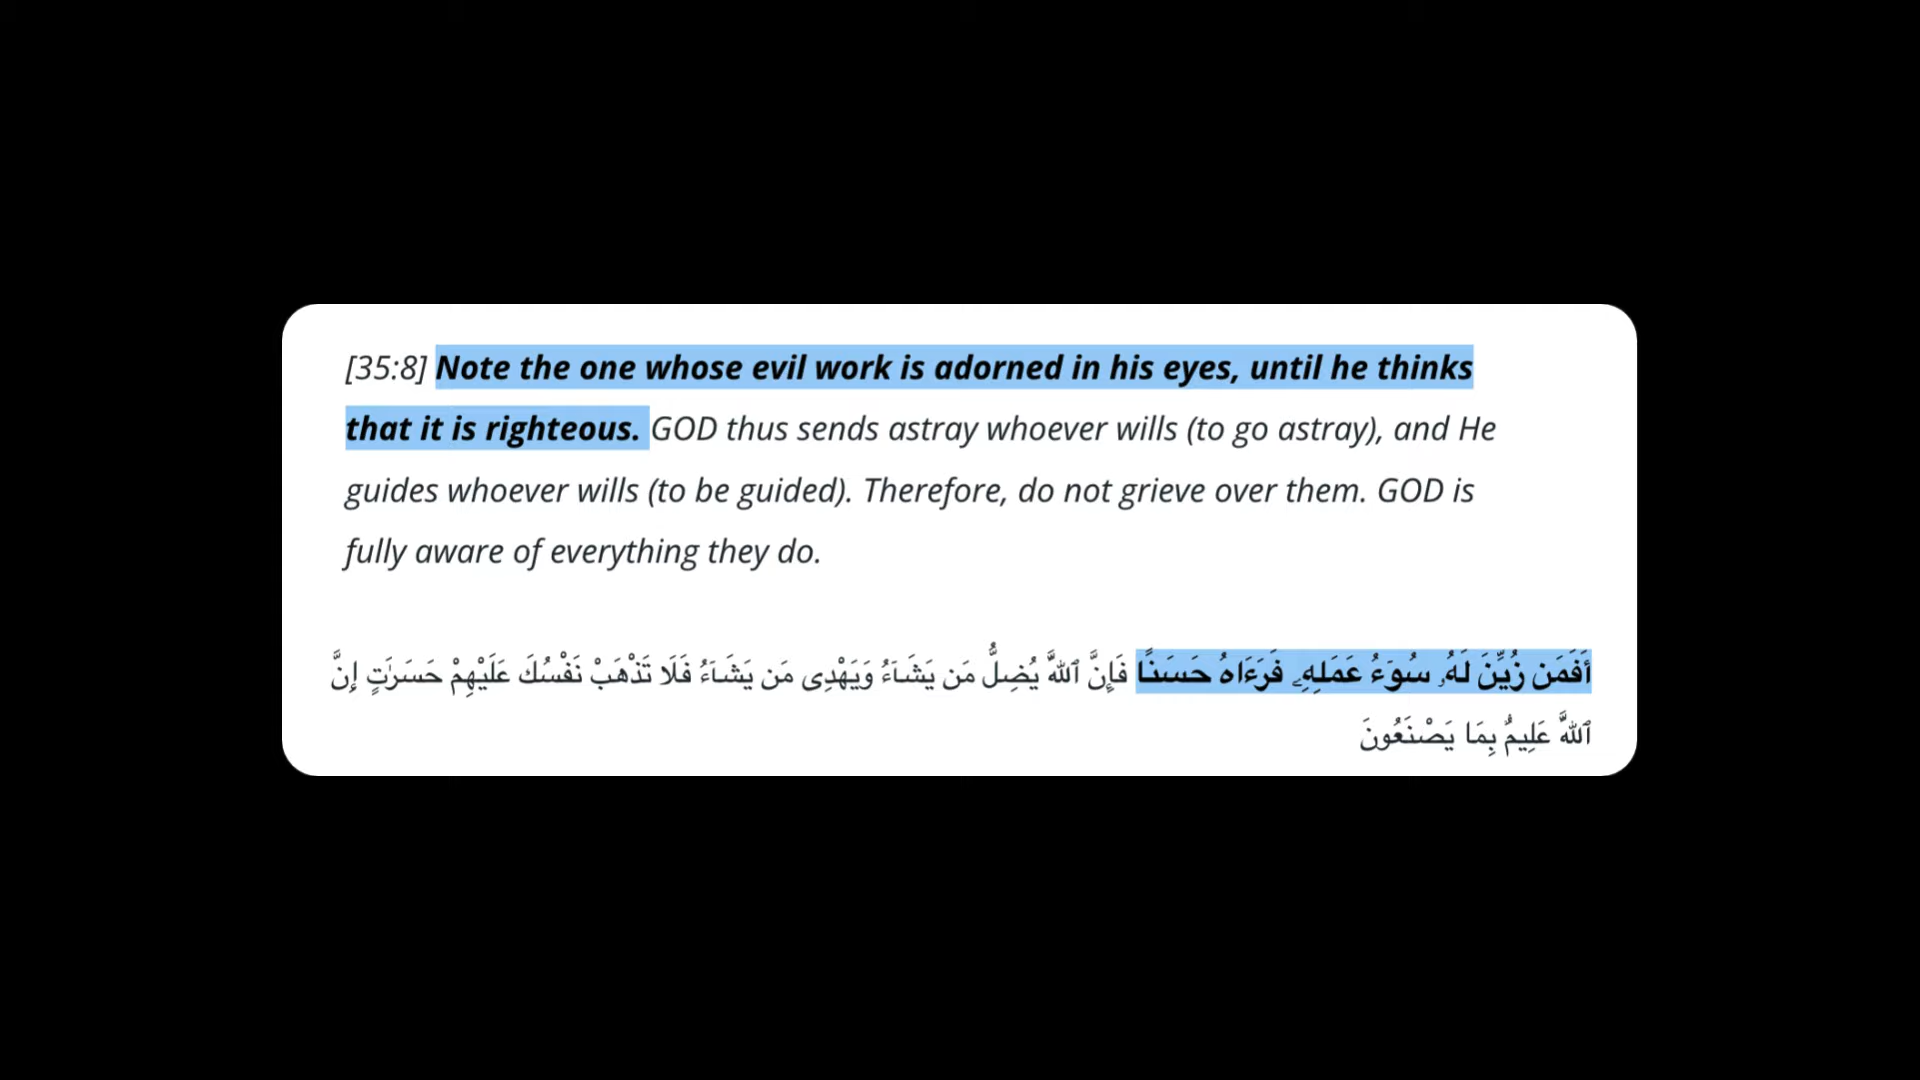 [35:8] Note the one whose evil work is adorned in his eyes, until he thinks
that it is righteous. GOD thus sends astray whoever wills (to go astray), and He
guides whoever wills (to be guided). Therefore, do not grieve over them. GOD is
fully aware of everything they do.
أَفَمَن زُيِّنَ لَهُۥ سُوٓءُ عَمَلِهِۦ فَرَءَاهُ حَسَنًا فَإِنَّ ٱللَّهَ يُضِلُّ مَن يَشَآءُ وَيَهْدِى مَن يَشَآءُ فَلَا تَذْهَبْ نَفْسُكَ عَلَيْهِمْ حَسَرَٰتٍ إِنَّ
ٱللَّهَ عَلِيمٌۢ بِمَا يَصْنَعُونَ